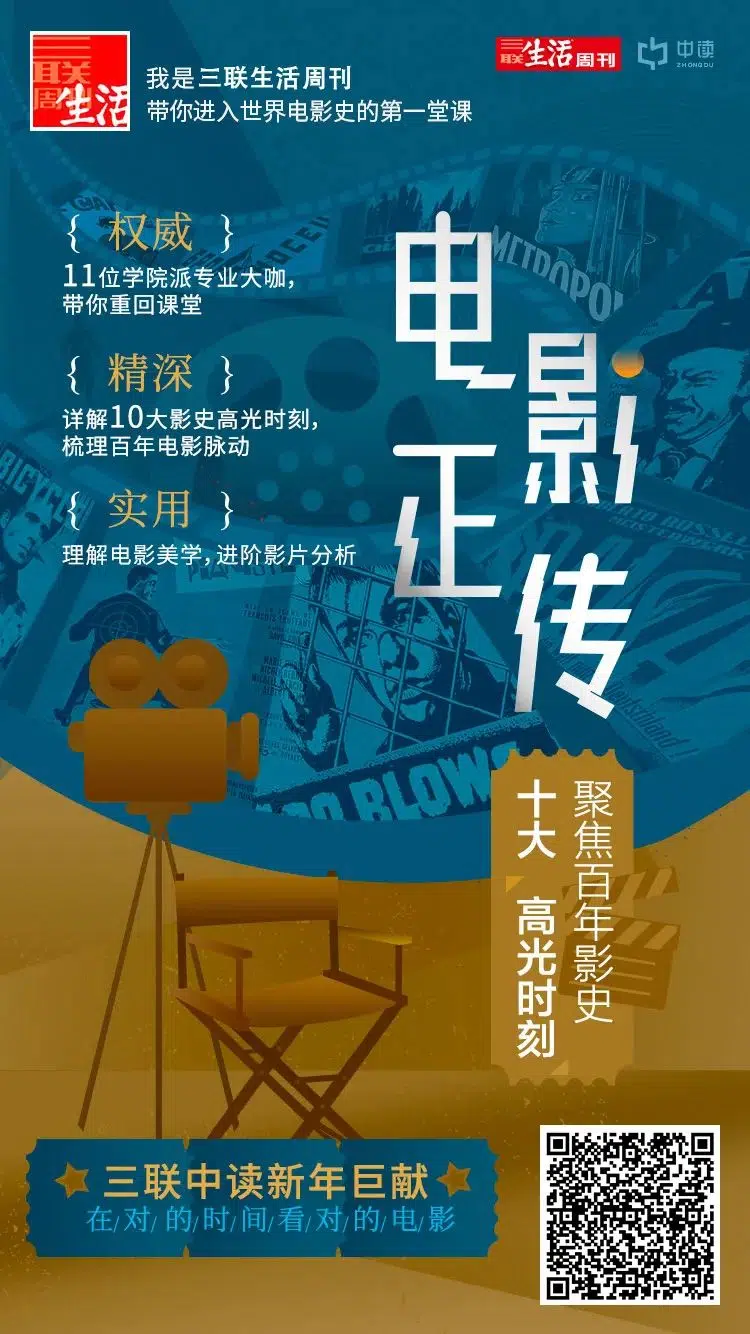 三联
周刊
生活
我是三联生活周刊
带你进入世界电影史的第一堂课
三联生活周刊
中读
ZHONGDU
{ 权威 }
11位学院派专业大咖，
带你重回课堂
{ 精深 }
详解10大影史高光时刻，
梳理百年电影脉动
{ 实用 }
理解电影美学，进阶影片分析
电影正传
METROPOL
BICYCL
BLOWS
聚焦百年影史
十大 高光时刻
三联中读新年巨献
在/对/的/时/间/看/对/的/电/影